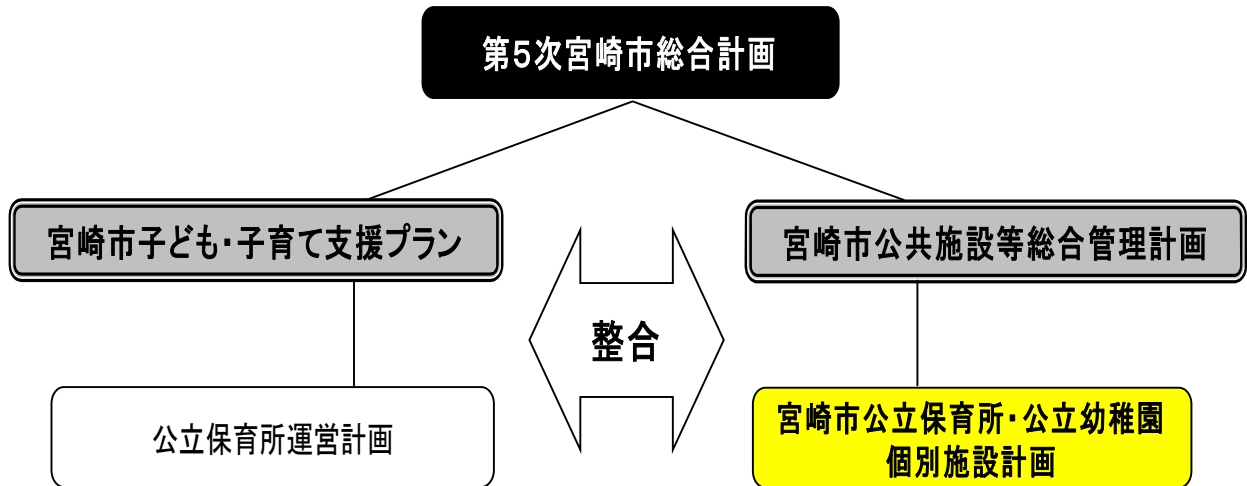 第5次宮崎市総合計画
宮崎市子ども・子育て支援プラン
宮崎市公共施設等総合管理計画
整合
公立保育所運営計画
宮崎市公立保育所・公立幼稚園
個別施設計画